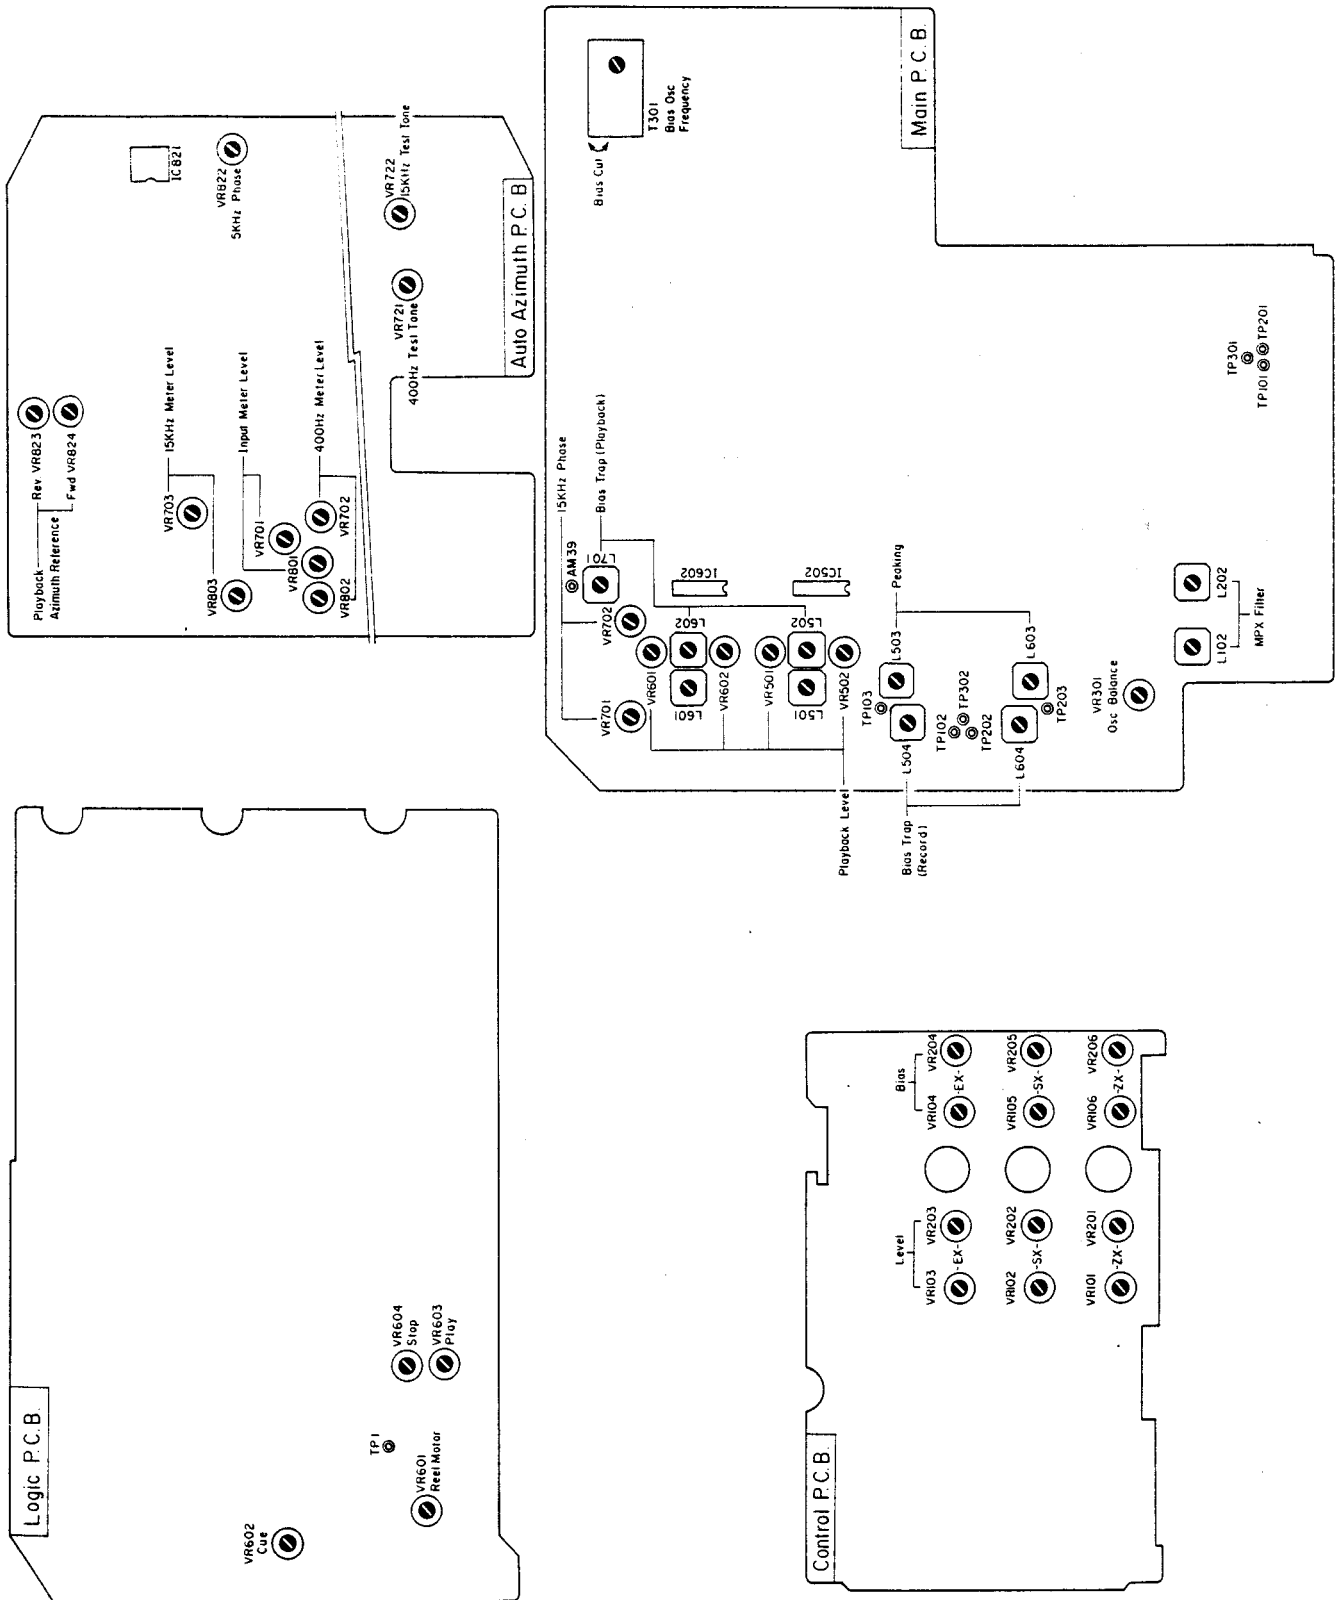 Logic P.C.B.
VR602
Cue
TP1
VR601
Reel Motor
VR604
Stop
VR603
Play
Playback
Azimuth Reference
Rev. VR823
Fwd VR824
IC821
VR822
5KHz Phase
VR703
15KHz Meter Level
VR803
VR701
Input Meter Level
VR801
VR802
VR702
400Hz Meter Level
VR721
400Hz Test Tone
VR722
15KHz Test Tone
Auto Azimuth P.C.B
Control P.C.B.
Level
VR103
-EX-
VR203
VR102
-SX-
VR202
VR101
-ZX-
VR201
Bias
VR104
-EX-
VR204
VR105
-SX-
VR205
VR106
-ZX-
VR206
Main P.C.B.
T301
Bias Osc
Frequency
Bias Cut
15KHz Phase
AM39
Bias Trap (Playback)
L701
VR701
VR702
VR601
L601
L602
VR602
IC602
VR501
L501
L502
VR502
IC502
Playback Level
Peaking
TP103
L503
L504
TP102
TP302
TP202
L603
L604
TP203
Bias Trap
(Record)
VR301
Osc Balance
L102
L202
MPX Filter
TP301
TP101
TP201